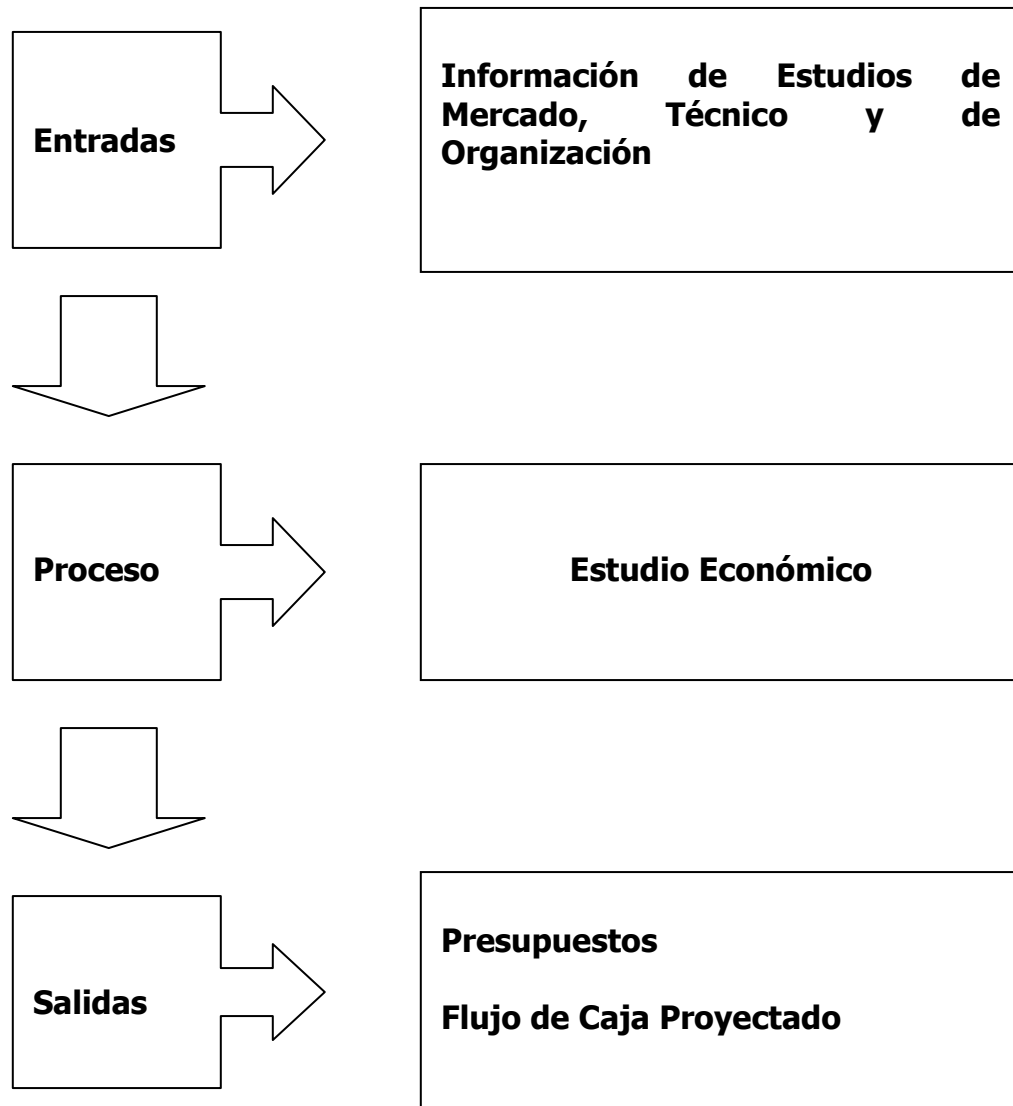 Entradas
Información de Estudios de
Mercado, Técnico y de
Organización
Proceso
Estudio Económico
Salidas
Presupuestos
Flujo de Caja Proyectado